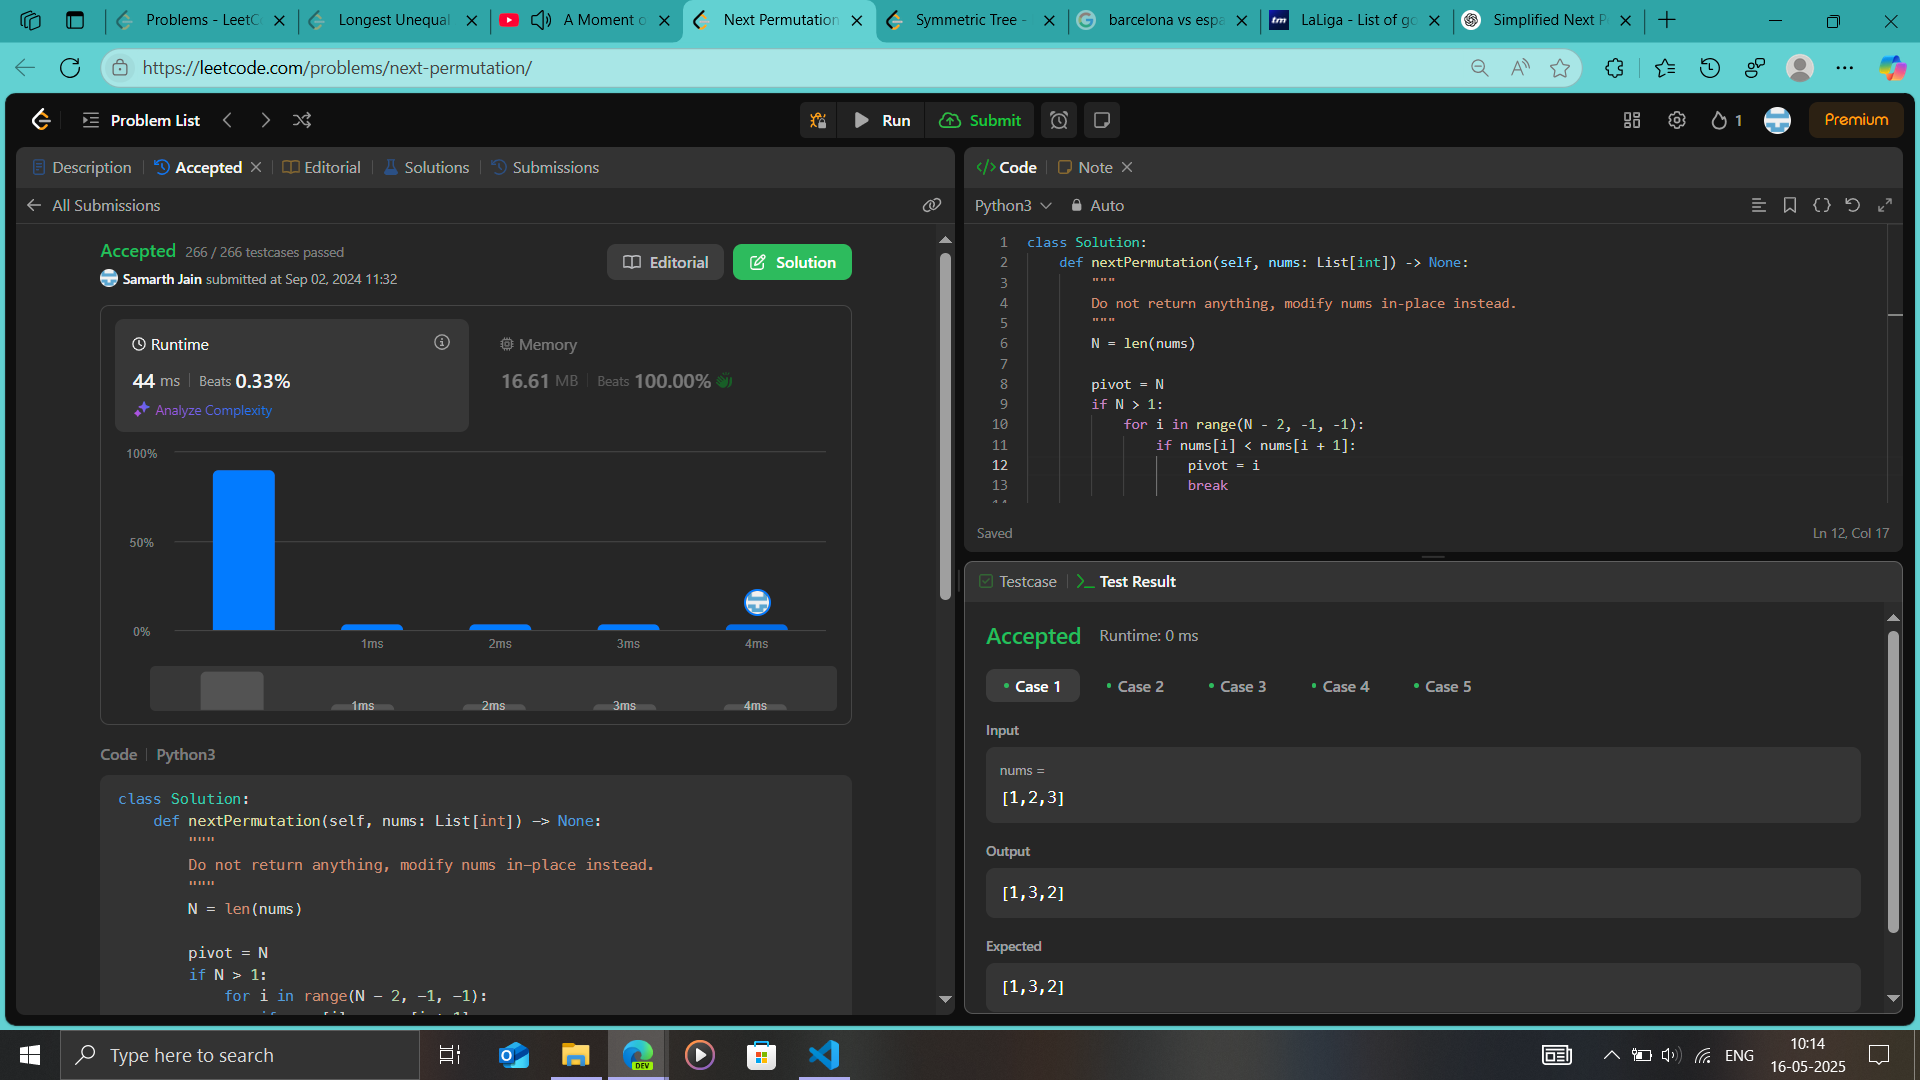 Problems - LeetC
Longest Unequal
A Moment o
Next Permutation
Symmetric Tree -
barcelona vs espa
LaLiga - List of go
Simplified Next P
https://leetcode.com/problems/next-permutation/
Problem List
Run
Submit
1
Premium
Description
Accepted
Editorial
Solutions
Submissions
All Submissions
Accepted 266 / 266 testcases passed
Samarth Jain submitted at Sep 02, 2024 11:32
Editorial
Solution
Runtime
44 ms Beats 0.33%
Analyze Complexity
Memory
16.61 MB Beats 100.00%
100%
50%
0%
1ms 2ms 3ms 4ms
1ms 2ms 3ms 4ms
Code Python3
class Solution:
def nextPermutation(self, nums: List[int]) -> None:
"""
Do not return anything, modify nums in-place instead.
"""
N = len(nums)
pivot = N
if N > 1:
for i in range(N - 2, -1, -1):
Code
Note
Python3
Auto
1 class Solution:
2 def nextPermutation(self, nums: List[int]) -> None:
3 """
4 Do not return anything, modify nums in-place instead.
5 """
6 N = len(nums)
7
8 pivot = N
9 if N > 1:
10 for i in range(N - 2, -1, -1):
11 if nums[i] < nums[i + 1]:
12 pivot = i
13 break
Saved
Ln 12, Col 17
Testcase
>_ Test Result
Accepted Runtime: 0 ms
Case 1 Case 2 Case 3 Case 4 Case 5
Input
nums =
[1,2,3]
Output
[1,3,2]
Expected
[1,3,2]
Type here to search
DEV
ENG
10:14
16-05-2025